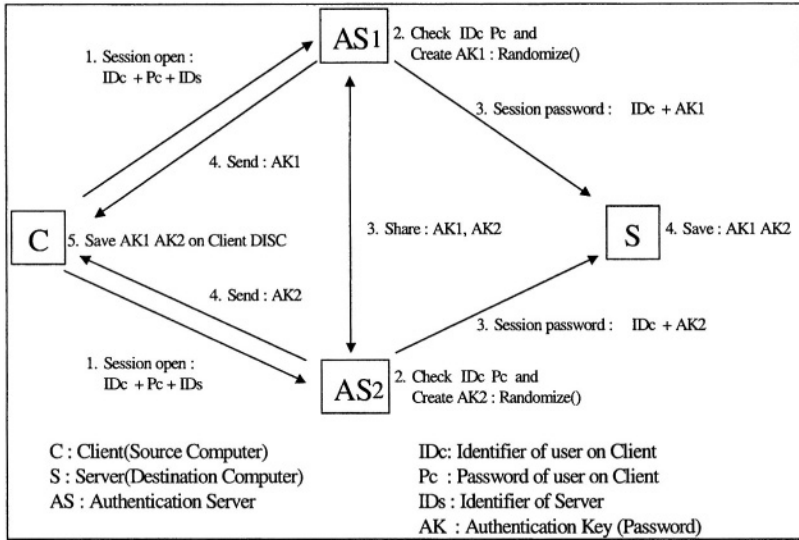 1. Session open :
IDc + Pc + IDs
AS1
2. Check IDc Pc and
Create AK1 : Randomize()
3. Session password : IDc + AK1
4. Send : AK1
C
5. Save AK1 AK2 on Client DISC
3. Share : AK1, AK2
S
4. Save : AK1 AK2
4. Send : AK2
3. Session password : IDc + AK2
1. Session open :
IDc + Pc + IDs
AS2
2. Check IDc Pc and
Create AK2 : Randomize()
C : Client(Source Computer)
S : Server(Destination Computer)
AS : Authentication Server
IDc: Identifier of user on Client
Pc : Password of user on Client
IDs : Identifier of Server
AK : Authentication Key (Password)